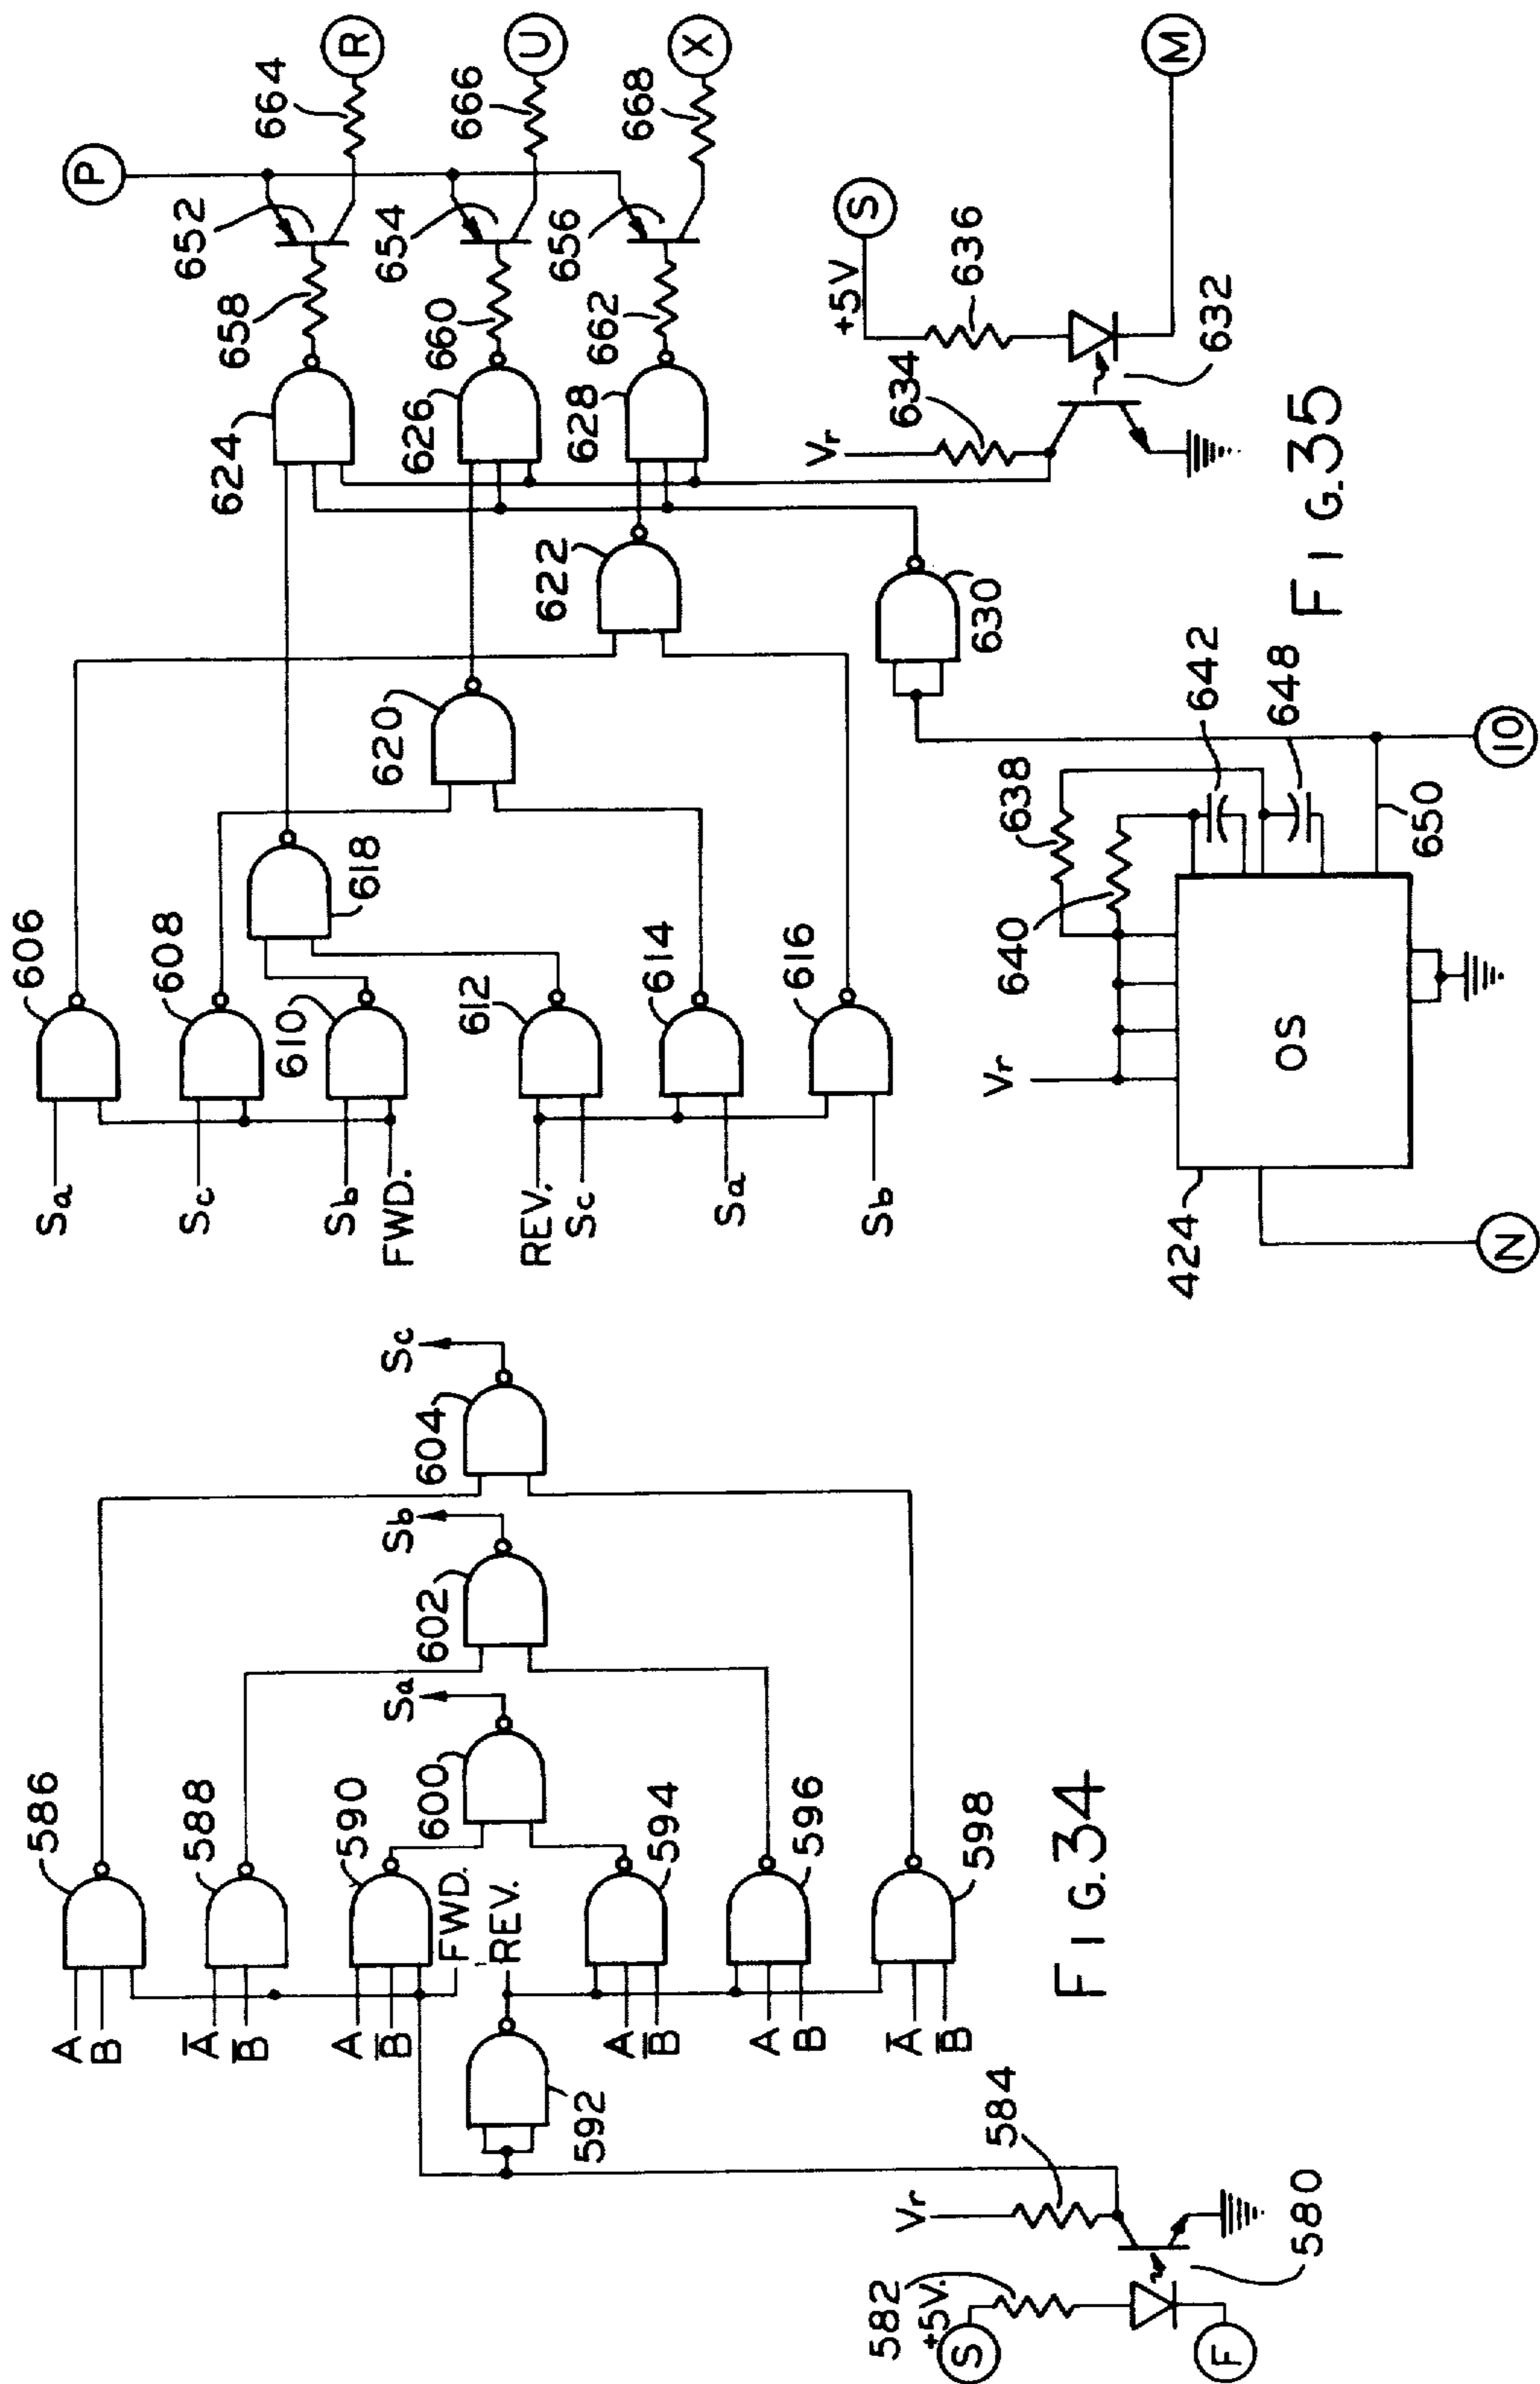 586
A
B
588
A̅
B̅
590
A
B̅
FWD.
REV.
592
600
Sa
602
Sb
604
Sc
594
A
B̅
596
A
B
598
A̅
B̅
584
Vr
582
+5V.
S
F
580
FIG. 34
606
Sa
608
Sc
610
Sb
FWD.
612
REV.
Sc
614
Sa
616
Sb
618
620
622
624
626
628
630
P
652
658
664
R
654
660
666
U
656
662
668
X
S
+5V
636
634
Vr
632
M
638
640
642
648
650
Vr
OS
424
N
10
FIG. 35